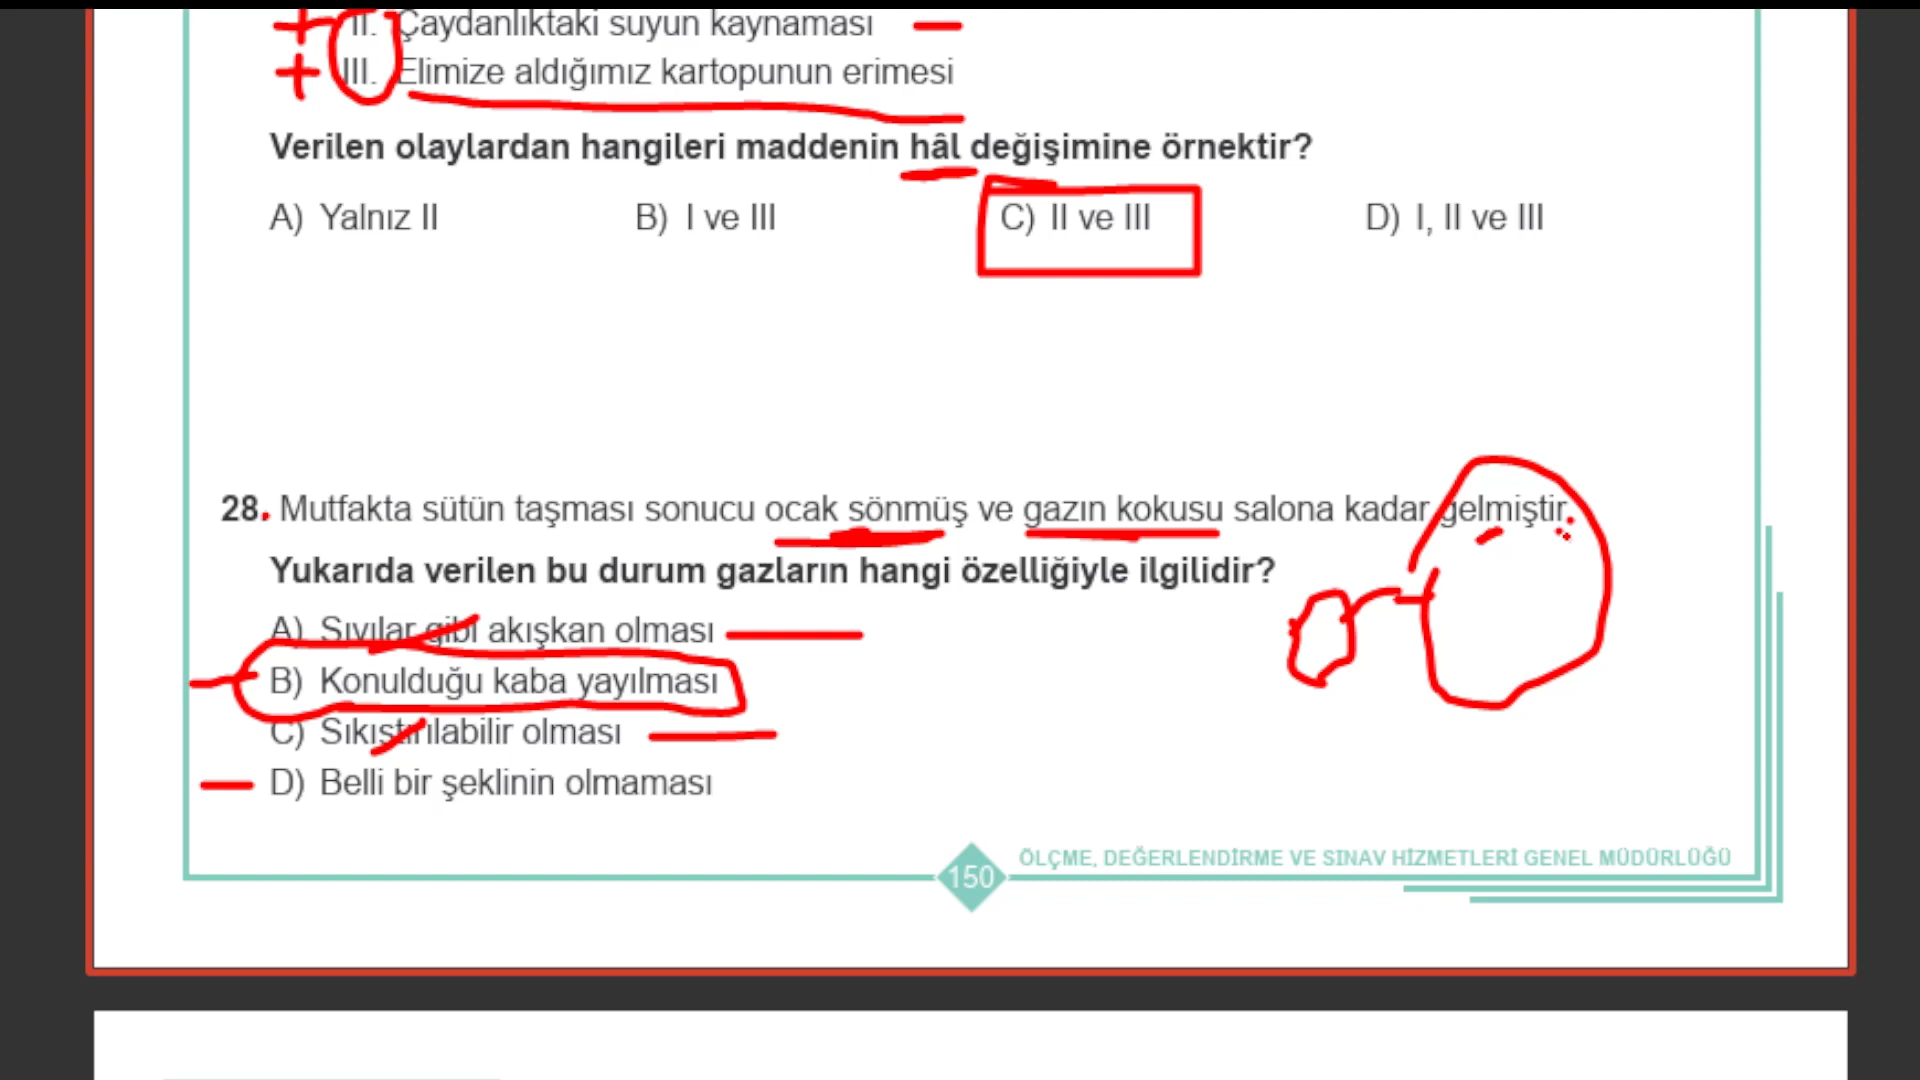 II. Çaydanlıktaki suyun kaynaması
III. Elimize aldığımız kartopunun erimesi
Verilen olaylardan hangileri maddenin hâl değişimine örnektir?
A) Yalnız II B) I ve III C) II ve III D) I, II ve III
28. Mutfakta sütün taşması sonucu ocak sönmüş ve gazın kokusu salona kadar gelmiştir.
Yukarıda verilen bu durum gazların hangi özelliğiyle ilgilidir?
A) Sıvılar gibi akışkan olması
B) Konulduğu kaba yayılması
C) Sıkıştırılabilir olması
D) Belli bir şeklinin olmaması
ÖLÇME, DEĞERLENDİRME VE SINAV HİZMETLERİ GENEL MÜDÜRLÜĞÜ
150